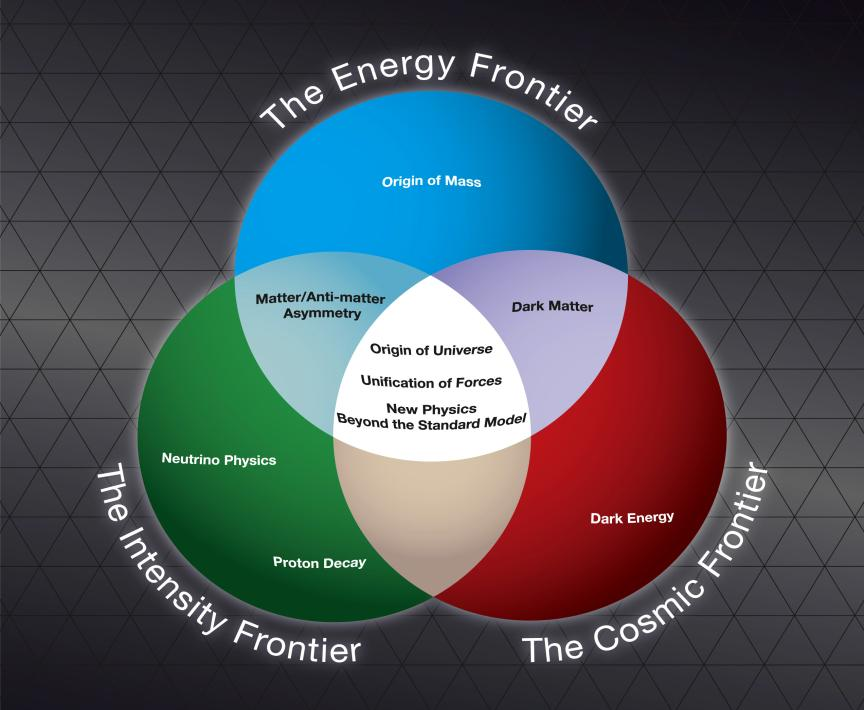 The Energy Frontier
Origin of Mass
Matter/Anti-matter
Asymmetry
Dark Matter
Origin of Universe
Unification of Forces
New Physics
Beyond the Standard Model
Neutrino Physics
Dark Energy
Proton Decay
The Intensity Frontier
The Cosmic Frontier